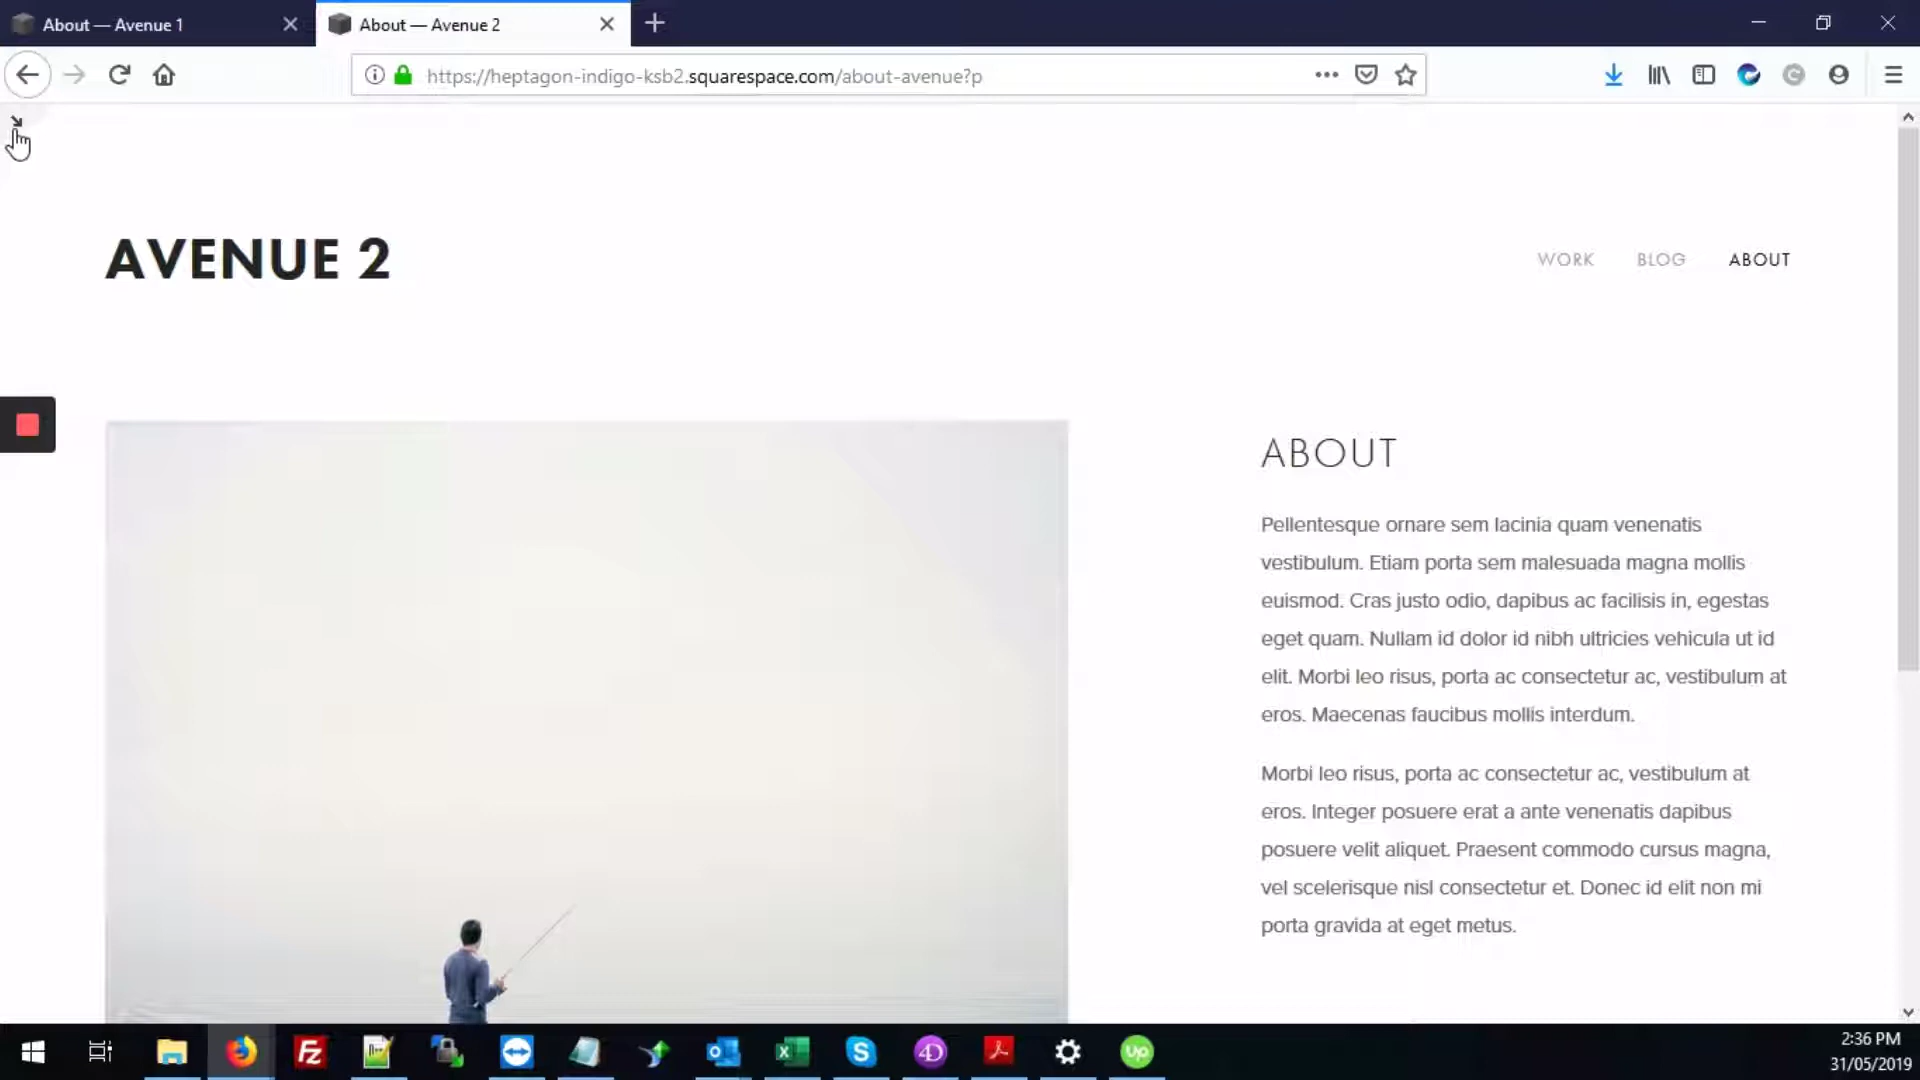 About — Avenue 1
About — Avenue 2
https://heptagon-indigo-ksb2.squarespace.com/about-avenue?p
AVENUE 2
WORK BLOG ABOUT
ABOUT
Pellentesque ornare sem lacinia quam venenatis
vestibulum. Etiam porta sem malesuada magna mollis
euismod. Cras justo odio, dapibus ac facilisis in, egestas
eget quam. Nullam id dolor id nibh ultricies vehicula ut id
elit. Morbi leo risus, porta ac consectetur ac, vestibulum at
eros. Maecenas faucibus mollis interdum.
Morbi leo risus, porta ac consectetur ac, vestibulum at
eros. Integer posuere erat a ante venenatis dapibus
posuere velit aliquet. Praesent commodo cursus magna,
vel scelerisque nisl consectetur et. Donec id elit non mi
porta gravida at eget metus.
Fz
4D
Up
2:36 PM
31/05/2019